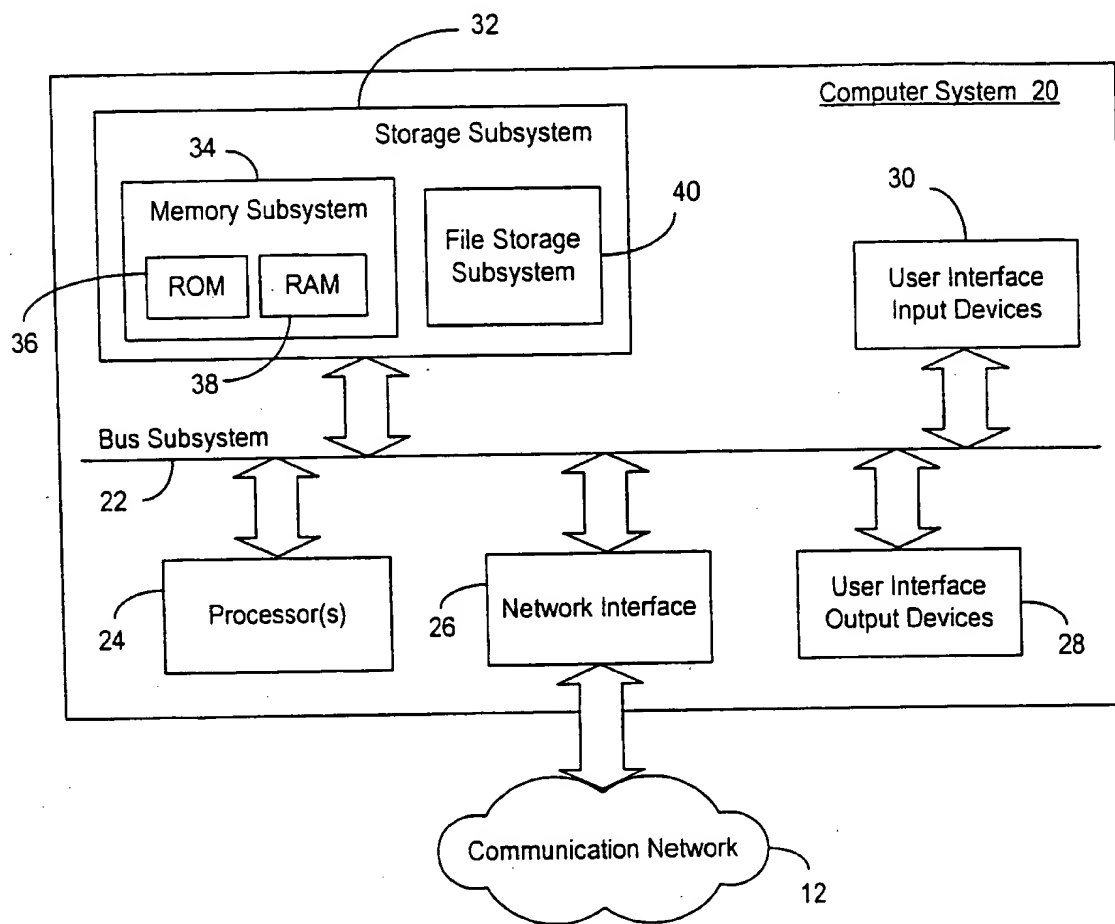 32
Computer System 20
Storage Subsystem
34
Memory Subsystem
ROM
RAM
36
38
File Storage
Subsystem
40
30
User Interface
Input Devices
Bus Subsystem
22
Processor(s)
24
Network Interface
26
User Interface
Output Devices
28
Communication Network
12